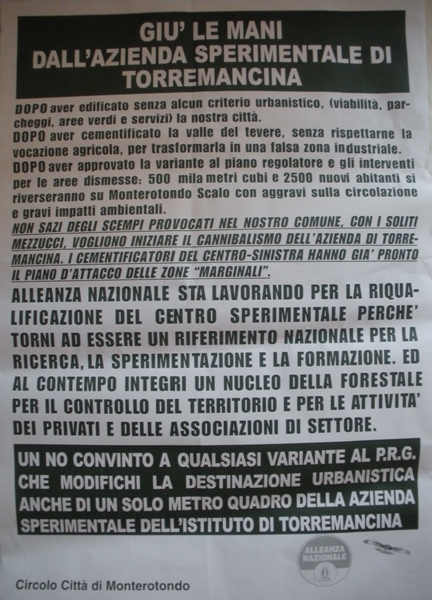 GIU' LE MANI
DALL'AZIENDA SPERIMENTALE DI
TORREMANCINA
DOPO aver edificato senza alcun criterio urbanistico, (viabilità, par-
cheggi, aree verdi e servizi) la nostra città.
DOPO aver cementificato la valle del tevere, senza rispettarne la
vocazione agricola, per trasformarla in una falsa zona industriale.
DOPO aver approvato la variante al piano regolatore e gli interventi
per le aree dismesse: 500 mila metri cubi e 2500 nuovi abitanti si
riverseranno su Monterotondo Scalo con aggravi sulla circolazione
e gravi impatti ambientali.
NON SAZI DEGLI SCEMPI PROVOCATI NEL NOSTRO COMUNE, CON I SOLITI
MEZZUCCI, VOGLIONO INIZIARE IL CANNIBALISMO DELL'AZIENDA DI TORRE-
MANCINA. I CEMENTIFICATORI DEL CENTRO-SINISTRA HANNO GIA' PRONTO
IL PIANO D'ATTACCO DELLE ZONE "MARGINALI".
ALLEANZA NAZIONALE STA LAVORANDO PER LA RIQUA-
LIFICAZIONE DEL CENTRO SPERIMENTALE PERCHE'
TORNI AD ESSERE UN RIFERIMENTO NAZIONALE PER LA
RICERCA, LA SPERIMENTAZIONE E LA FORMAZIONE. ED
AL CONTEMPO INTEGRI UN NUCLEO DELLA FORESTALE
PER IL CONTROLLO DEL TERRITORIO E PER LE ATTIVITA'
DEI PRIVATI E DELLE ASSOCIAZIONI DI SETTORE.
UN NO CONVINTO A QUALSIASI VARIANTE AL P.R.G.
CHE MODIFICHI LA DESTINAZIONE URBANISTICA
ANCHE DI UN SOLO METRO QUADRO DELLA AZIENDA
SPERIMENTALE DELL'ISTITUTO DI TORREMANCINA
ALLEANZA
NAZIONALE
Circolo Città di Monterotondo